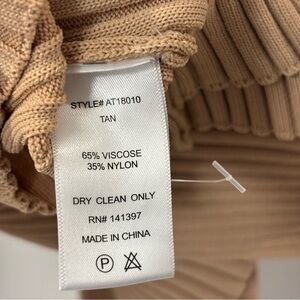 STYLE# AT18010
TAN
65% VISCOSE
35% NYLON
DRY CLEAN ONLY
RN# 141397
MADE IN CHINA
P